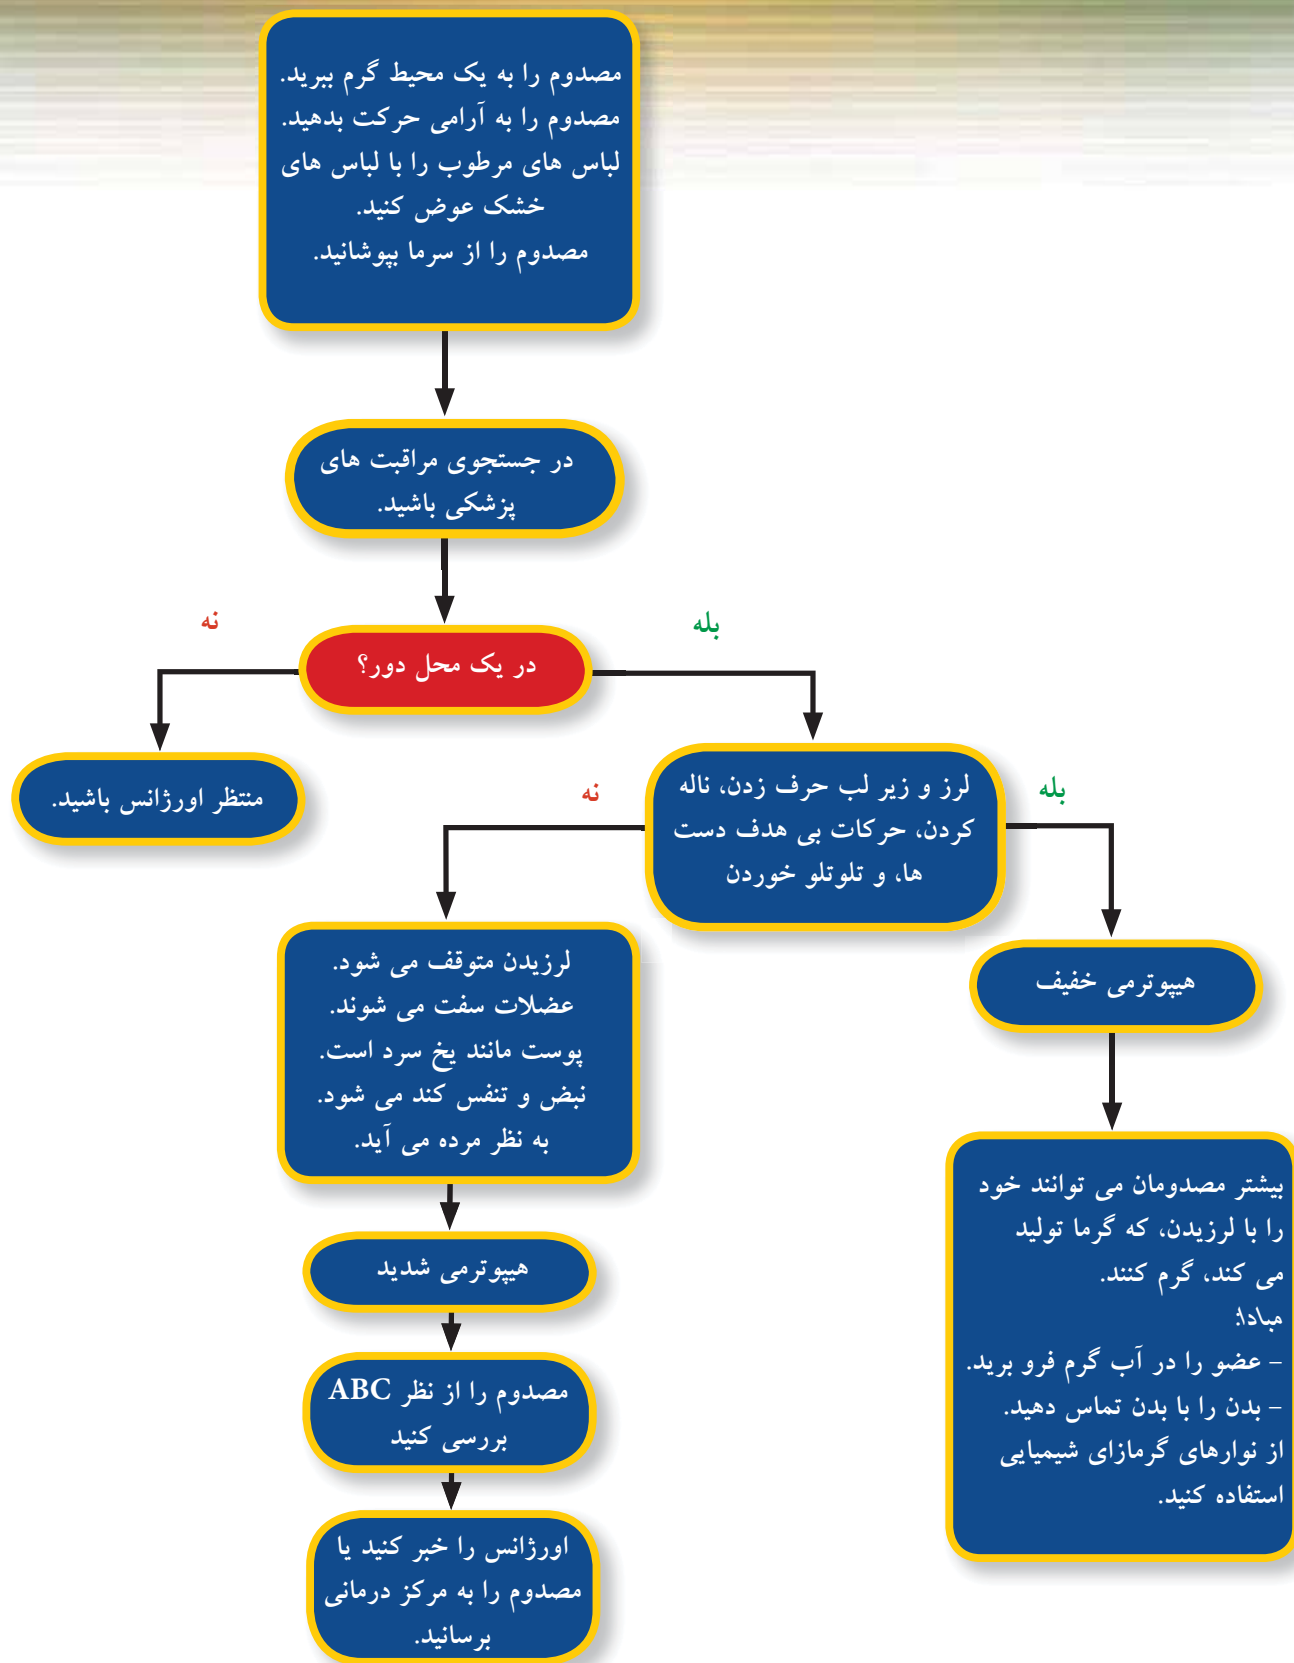 مصدوم را به یک محیط گرم ببرید.
مصدوم را به آرامی حرکت بدهید.
لباس های مرطوب را با لباس های
خشک عوض کنید.
مصدوم را از سرما بپوشانید.
در جستجوی مراقبت های
پزشکی باشید.
در یک محل دور؟
بله
نه
منتظر اورژانس باشید.
لرز و زیر لب حرف زدن، ناله
کردن، حرکات بی هدف دست
ها، و تلوتلو خوردن
بله
نه
هیپوترمی خفیف
بیشتر مصدومان می توانند خود
را با لرزیدن، که گرما تولید
می کند، گرم کنند.
مبادا:
– عضو را در آب گرم فرو برید.
– بدن را با بدن تماس دهید.
از نوارهای گرمازای شیمیایی
استفاده کنید.
لرزیدن متوقف می شود.
عضلات سفت می شوند.
پوست مانند یخ سرد است.
نبض و تنفس کند می شود.
به نظر مرده می آید.
هیپوترمی شدید
مصدوم را از نظر ABC
بررسی کنید
اورژانس را خبر کنید یا
مصدوم را به مرکز درمانی
برسانید.